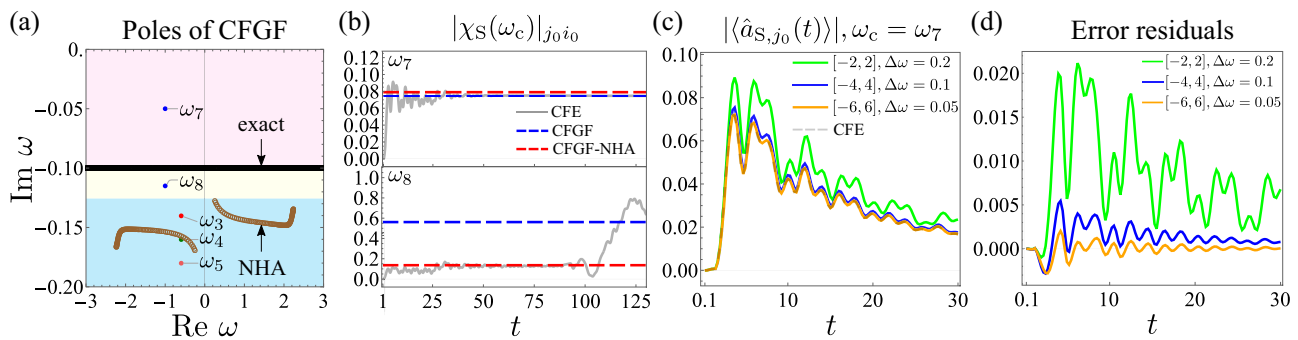 (a)
Poles of CFGF
Im ω
0.
−0.05
−0.10
−0.15
−0.20
ω7
exact
ω8
ω3
ω4
ω5
NHA
−3 −2 −1 0 1 2 3
Re ω
(b)
|χS(ωc)|j0i0
0.12
0.10
0.08
0.06
0.04
0.02
0.00
ω7
CFE
CFGF
CFGF-NHA
1.0
0.8
0.6
0.4
0.2
0.0
ω8
1 25 50 75 100 125
t
(c)
|⟨âS,j0(t)⟩|, ωc = ω7
0.10
0.08
0.06
0.04
0.02
0.00
[−2, 2], Δω = 0.2
[−4, 4], Δω = 0.1
[−6, 6], Δω = 0.05
CFE
0.1 10 20 30
t
(d)
Error residuals
0.020
0.015
0.010
0.005
0.000
[−2, 2], Δω = 0.2
[−4, 4], Δω = 0.1
[−6, 6], Δω = 0.05
0.1 10 20 30
t